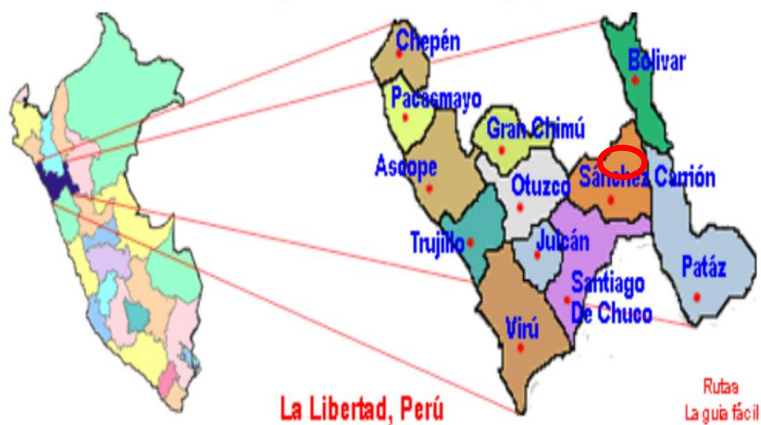 Chepén
Bolivar
Pacasmayo
Gran Chimú
Ascope
Otuzco
Sánchez Carrión
Trujillo
Julcán
Patáz
Santiago
De Chuco
Virú
La Libertad, Perú
Rutas
La guia fácil